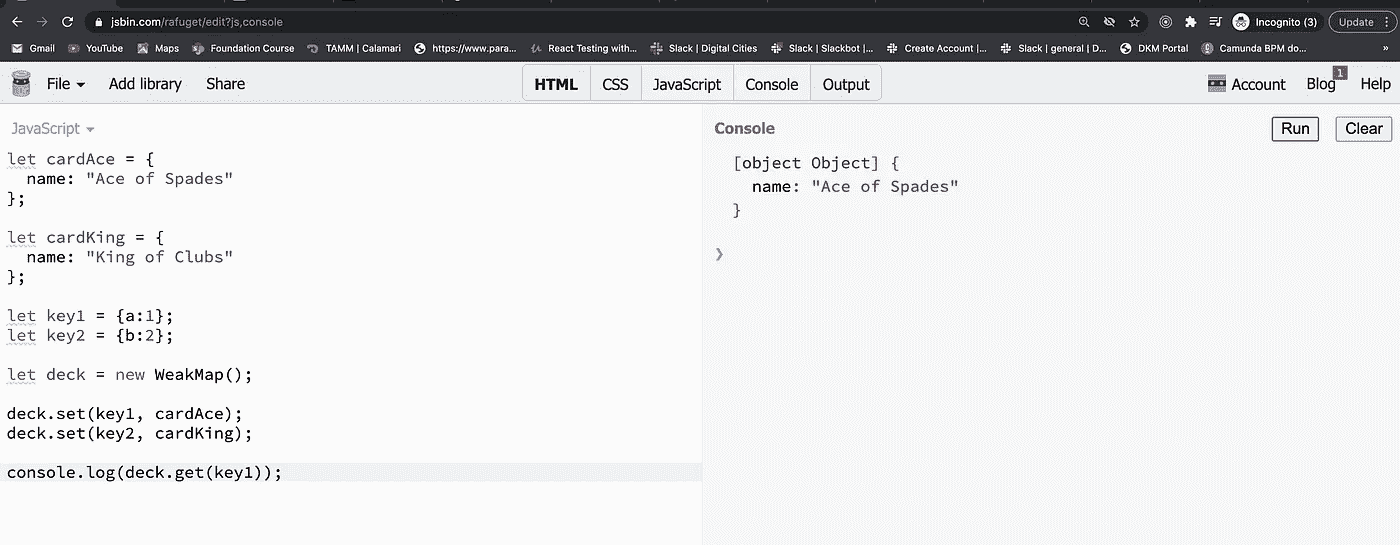 jsbin.com/rafuget/edit?js,console
Incognito (3)
Update
Gmail YouTube Maps Foundation Course TAMM | Calamari https://www.para... React Testing with... Slack | Digital Cities Slack | Slackbot |... Create Account |... Slack | general | D... DKM Portal Camunda BPM do... »
File Add library Share HTML CSS JavaScript Console Output Account Blog 1 Help
JavaScript
let cardAce = {
name: "Ace of Spades"
};
let cardKing = {
name: "King of Clubs"
};
let key1 = {a:1};
let key2 = {b:2};
let deck = new WeakMap();
deck.set(key1, cardAce);
deck.set(key2, cardKing);
console.log(deck.get(key1));
Console Run Clear
[object Object] {
name: "Ace of Spades"
}
❯